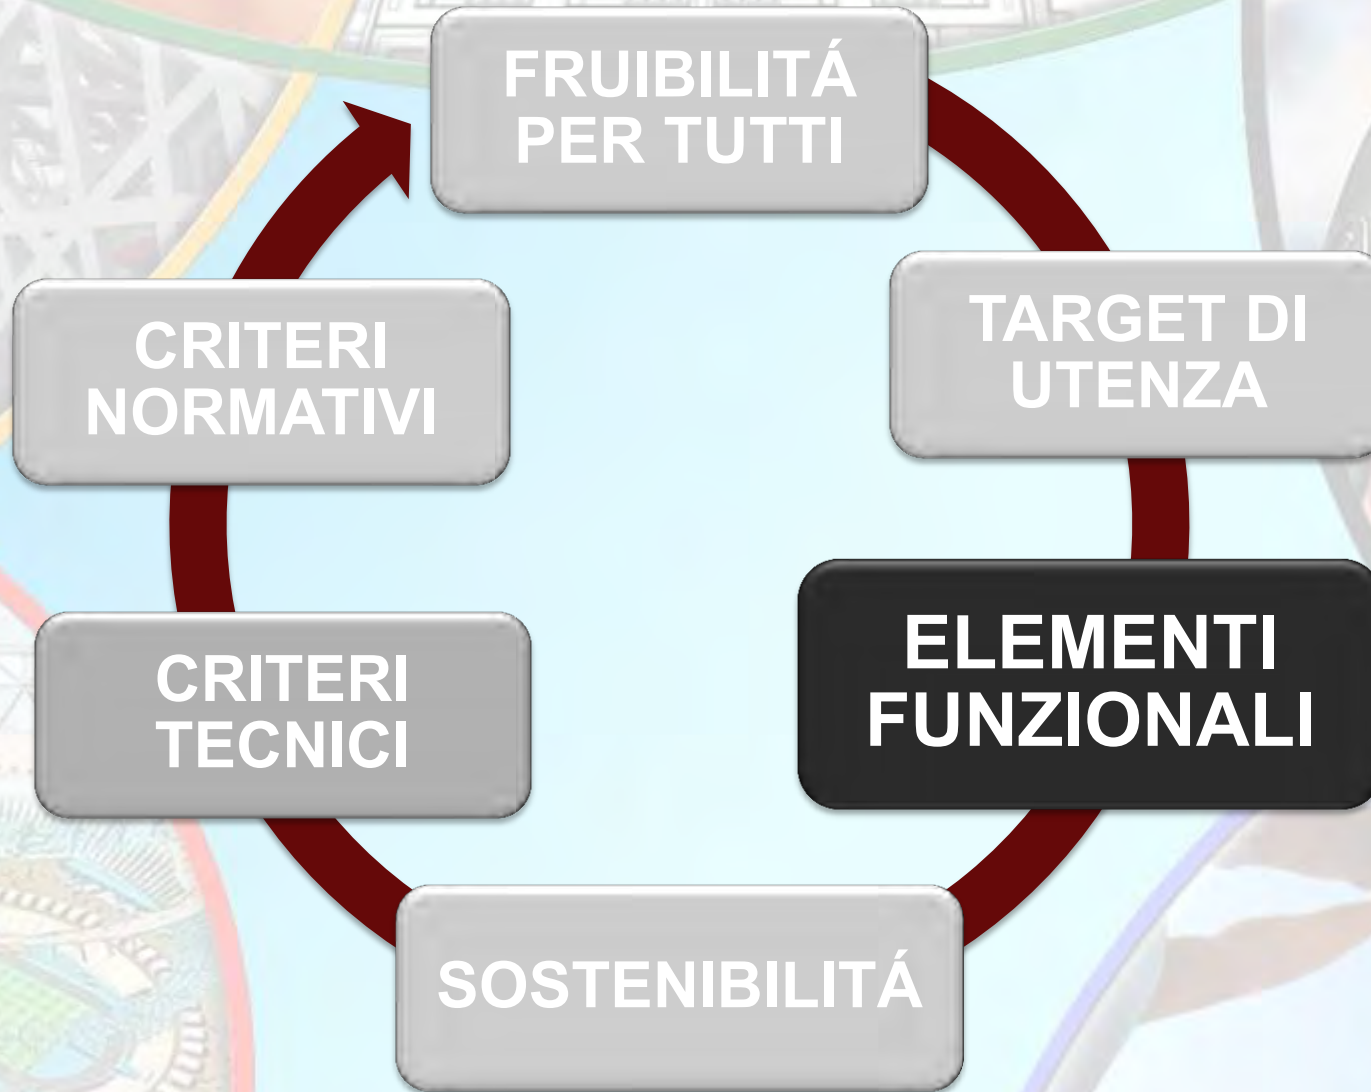 FRUIBILITÁ
PER TUTTI
TARGET DI
UTENZA
ELEMENTI
FUNZIONALI
SOSTENIBILITÁ
CRITERI
TECNICI
CRITERI
NORMATIVI